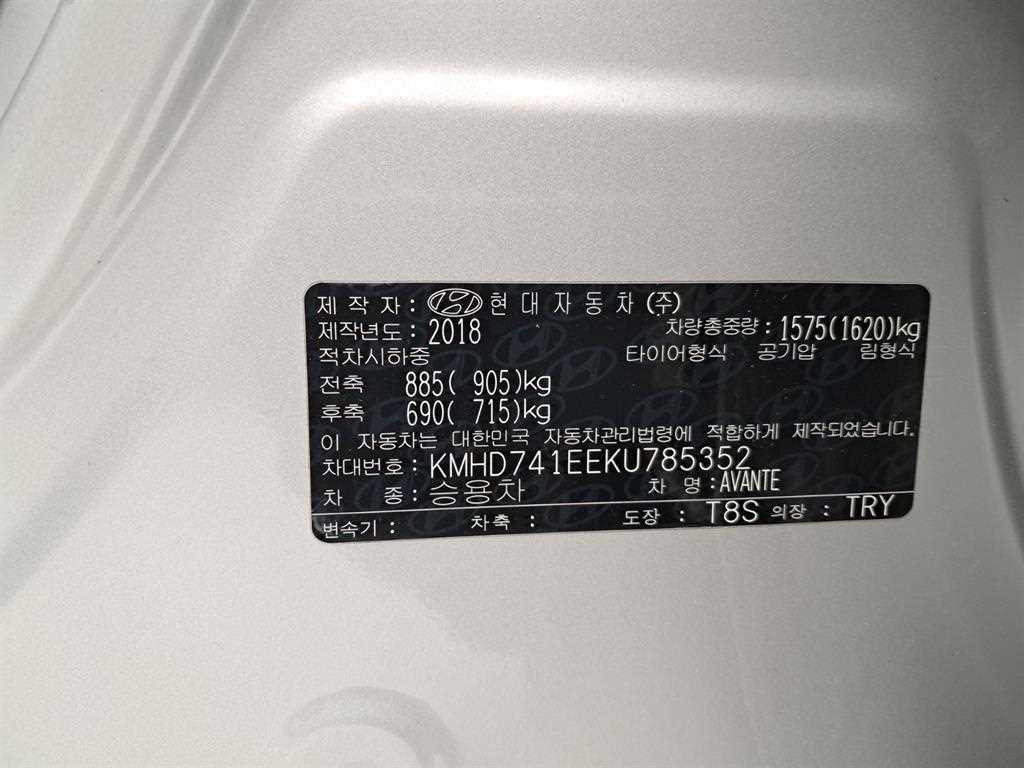 제 작 자 : 현 대 자 동 차 (주)
제작년도 : 2018 차량총중량 : 1575(1620)kg
적차시하중 타이어형식 공기압 림형식
전축 885( 905)kg
후축 690( 715)kg
이 자동차는 대한민국 자동차관리법령에 적합하게 제작되었습니다.
차대번호 : KMHD741EEKU785352
차 종 : 승용차 차 명 : AVANTE
변속기 : 차축 : 도장 : T8S 의장 : TRY